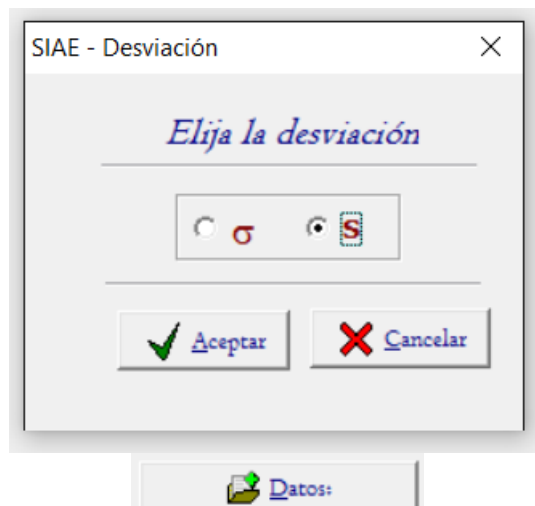 SIAE - Desviación
Elija la desviación
σ s
Aceptar Cancelar
Datos: